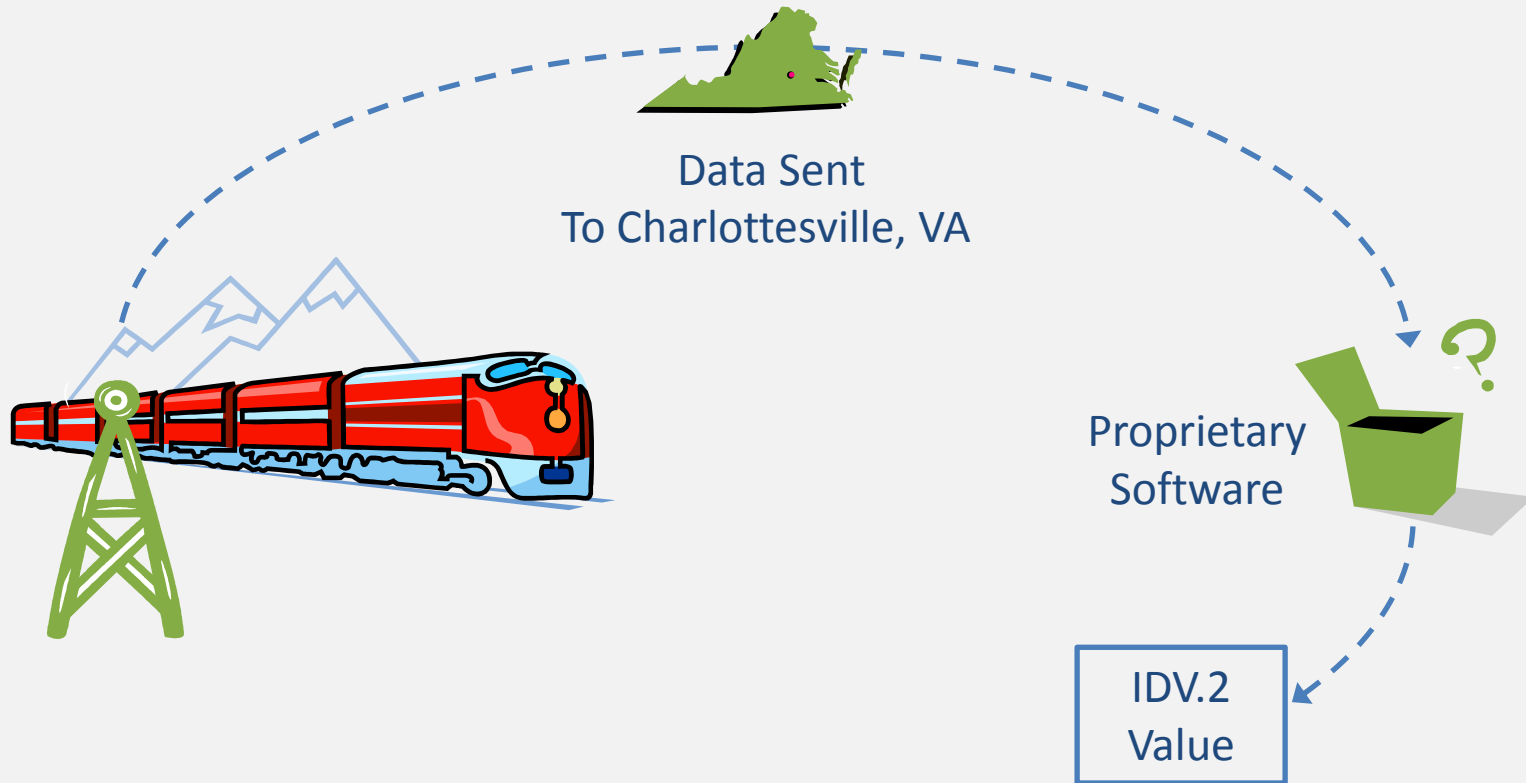 Data Sent
To Charlottesville, VA
Proprietary
Software
IDV.2
Value